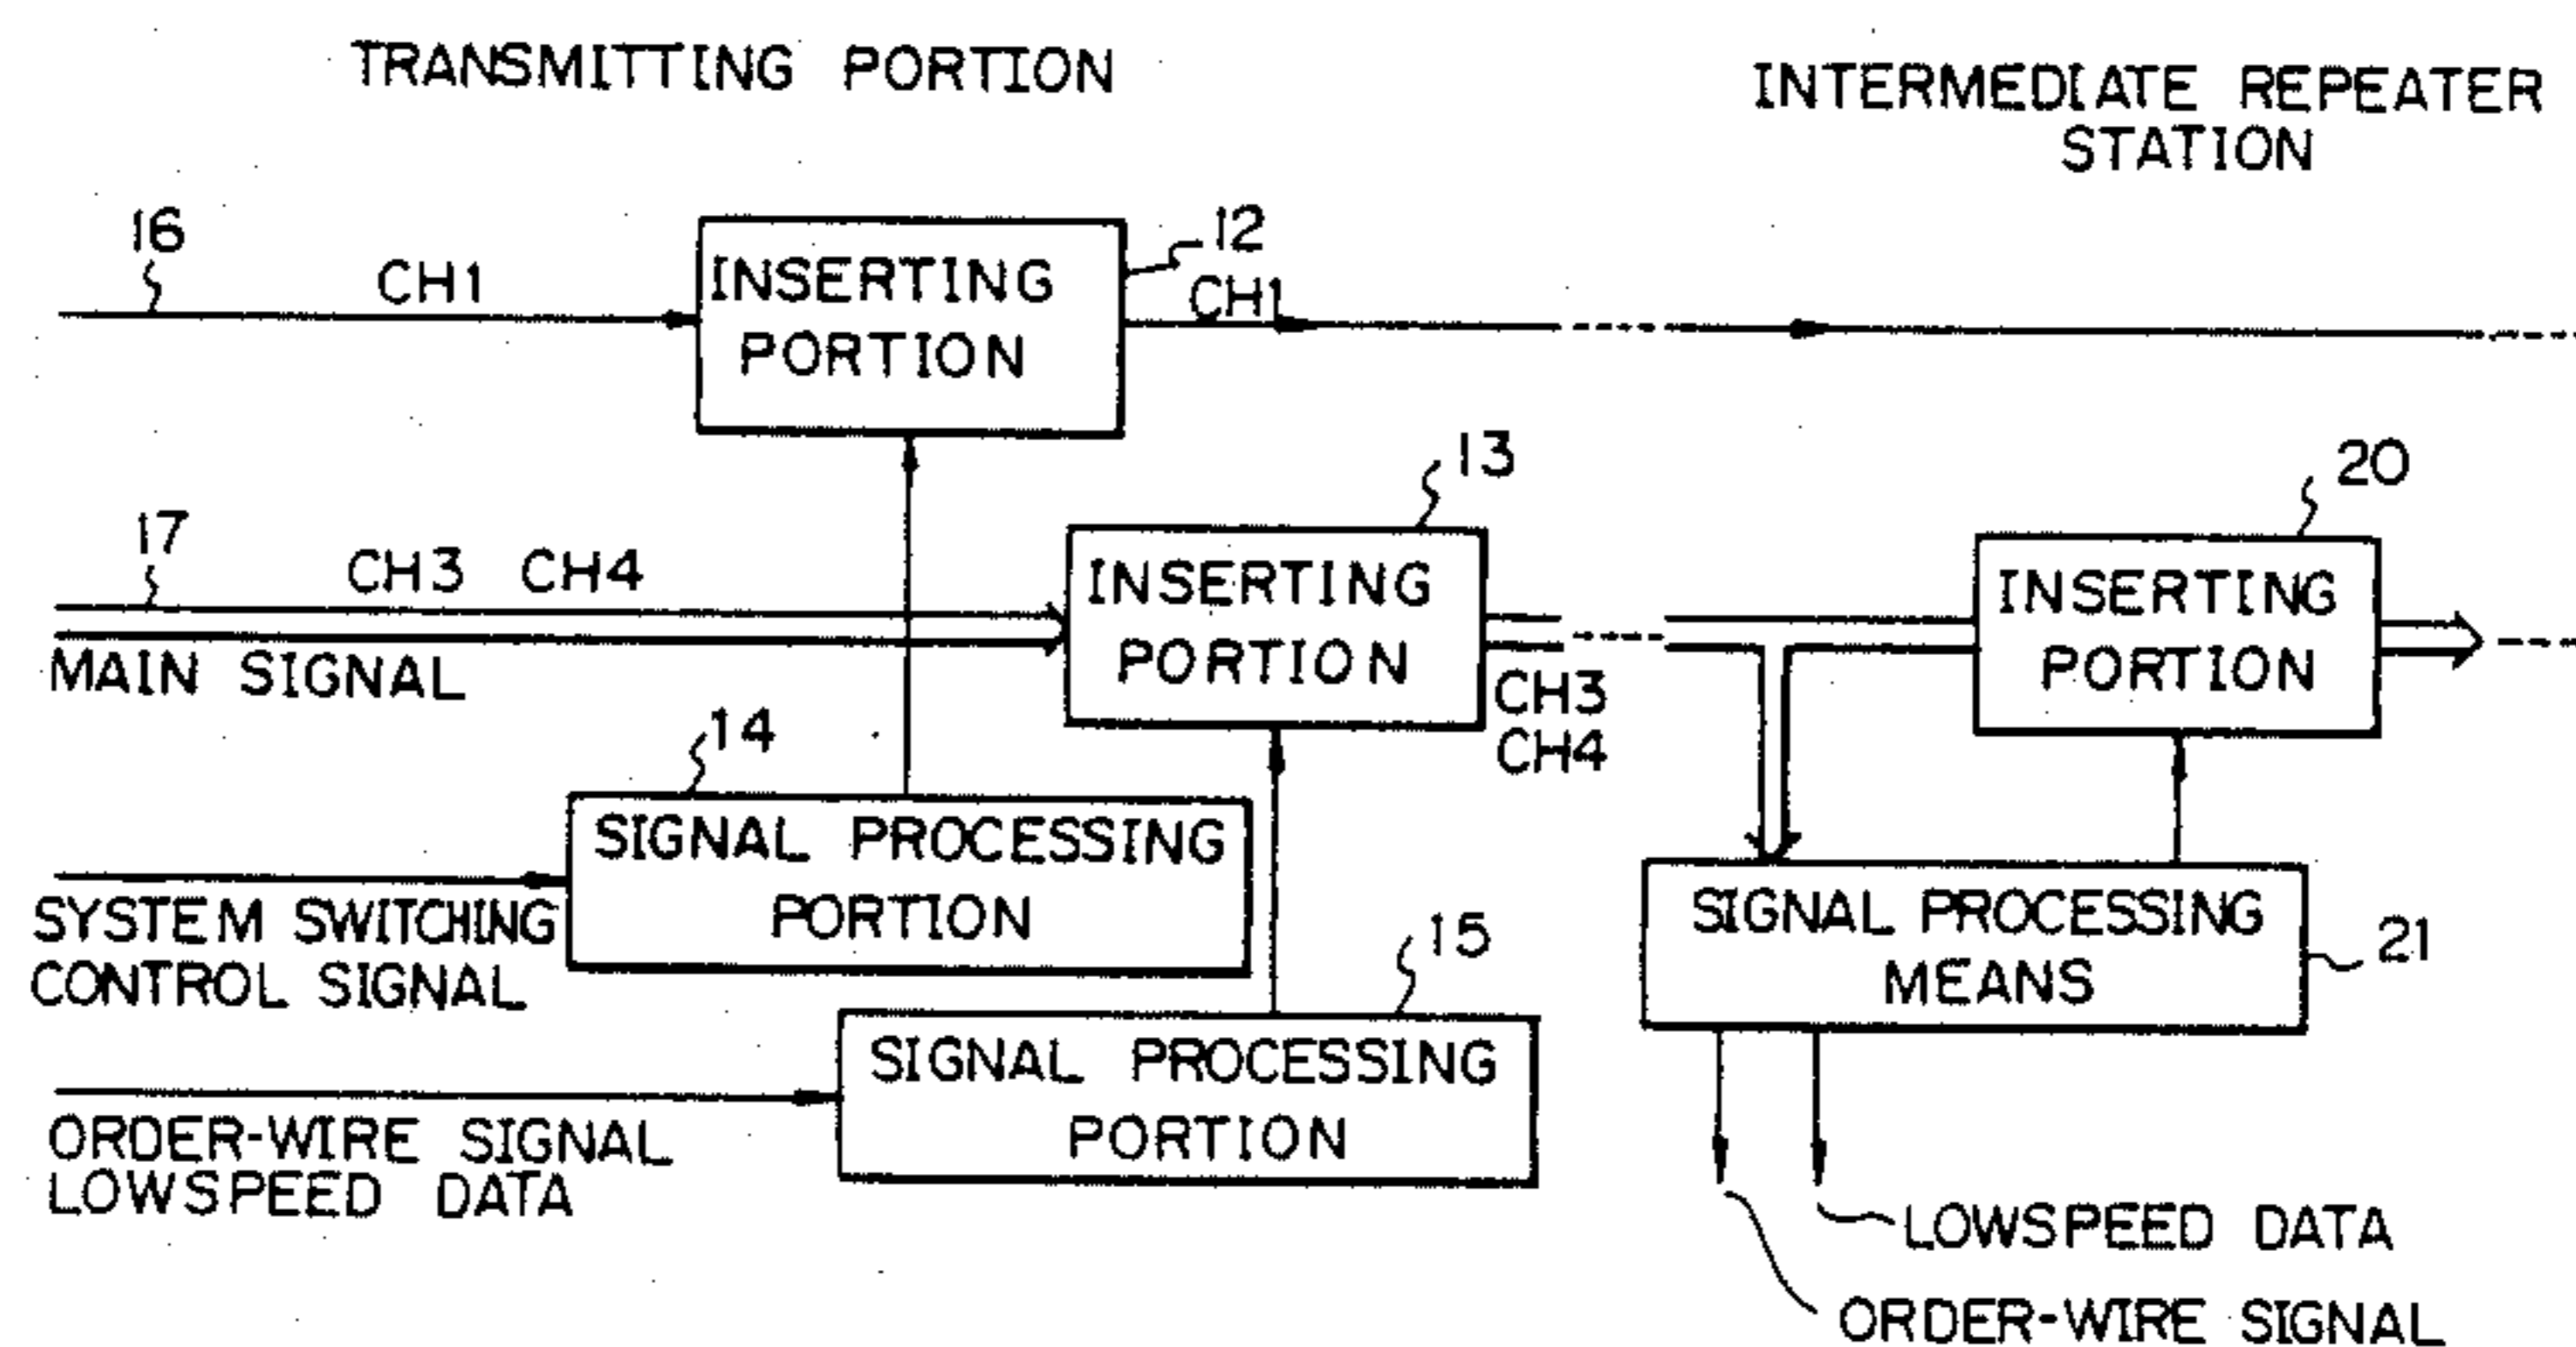 TRANSMITTING PORTION
INTERMEDIATE REPEATER
STATION
16
CH1
INSERTING
PORTION
12
CH1
17
CH3 CH4
MAIN SIGNAL
INSERTING
PORTION
13
CH3
CH4
INSERTING
PORTION
20
14
SIGNAL PROCESSING
PORTION
SYSTEM SWITCHING
CONTROL SIGNAL
15
SIGNAL PROCESSING
PORTION
ORDER-WIRE SIGNAL
LOWSPEED DATA
SIGNAL PROCESSING
MEANS
21
LOWSPEED DATA
ORDER-WIRE SIGNAL